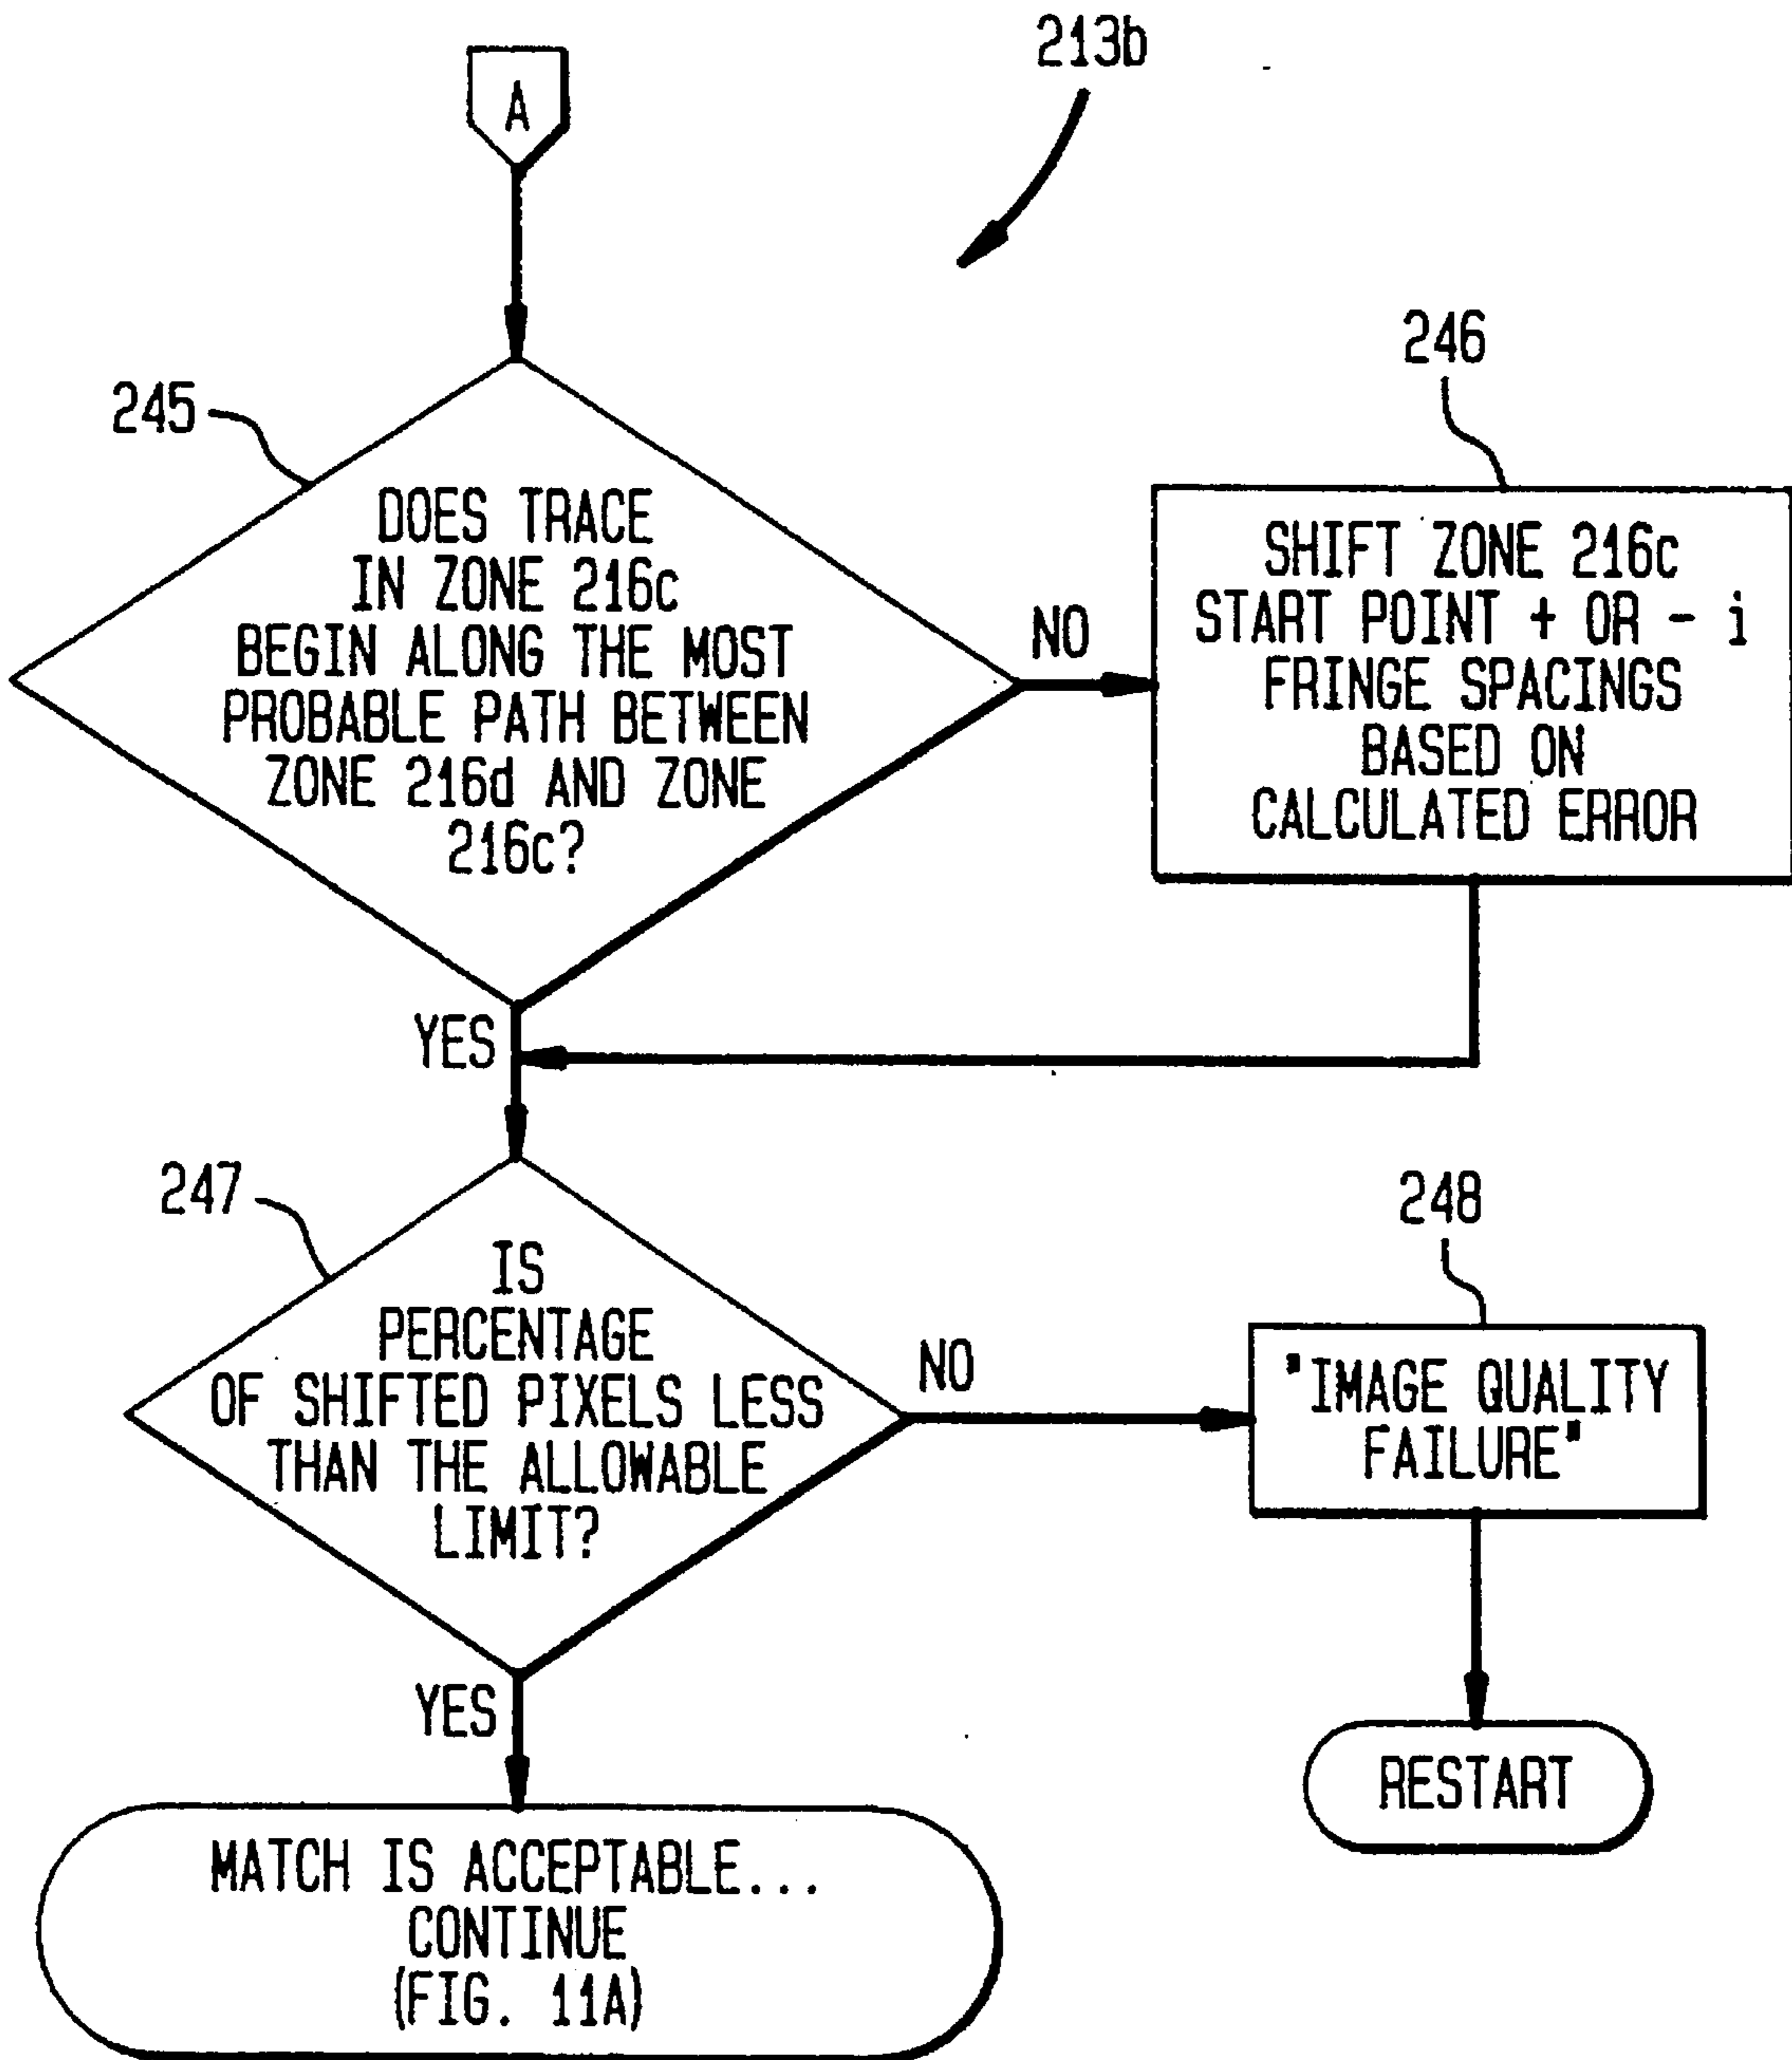 213b
A
245
DOES TRACE
IN ZONE 216c
BEGIN ALONG THE MOST
PROBABLE PATH BETWEEN
ZONE 216d AND ZONE
216c?
NO
246
SHIFT ZONE 216c
START POINT + OR - i
FRINGE SPACINGS
BASED ON
CALCULATED ERROR
YES
247
IS
PERCENTAGE
OF SHIFTED PIXELS LESS
THAN THE ALLOWABLE
LIMIT?
NO
248
"IMAGE QUALITY
FAILURE"
YES
RESTART
MATCH IS ACCEPTABLE...
CONTINUE
(FIG. 11A)